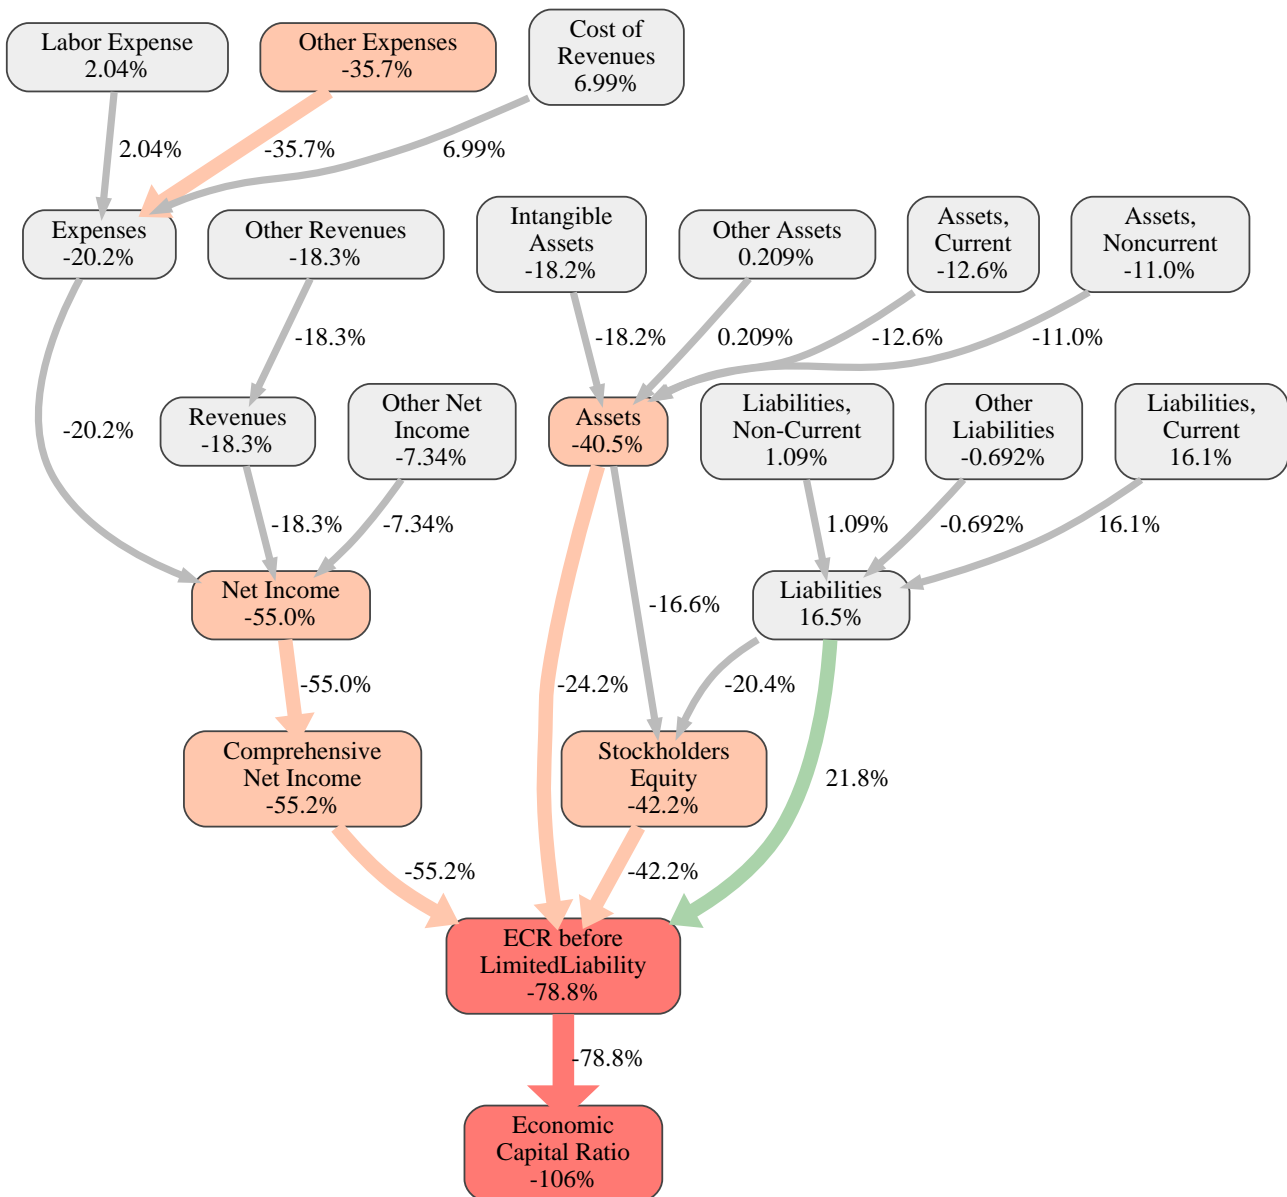 Labor Expense
2.04%
Other Expenses
-35.7%
Cost of
Revenues
6.99%
2.04%
-35.7%
6.99%
Expenses
-20.2%
Other Revenues
-18.3%
Intangible
Assets
-18.2%
Other Assets
0.209%
Assets,
Current
-12.6%
Assets,
Noncurrent
-11.0%
-18.3%
-18.2%
0.209%
-12.6%
-11.0%
-20.2%
Revenues
-18.3%
Other Net
Income
-7.34%
Assets
-40.5%
Liabilities,
Non-Current
1.09%
Other
Liabilities
-0.692%
Liabilities,
Current
16.1%
-18.3%
-7.34%
1.09%
-0.692%
16.1%
Net Income
-55.0%
-16.6%
Liabilities
16.5%
-55.0%
-24.2%
-20.4%
Comprehensive
Net Income
-55.2%
Stockholders
Equity
-42.2%
21.8%
-55.2%
-42.2%
ECR before
LimitedLiability
-78.8%
-78.8%
Economic
Capital Ratio
-106%